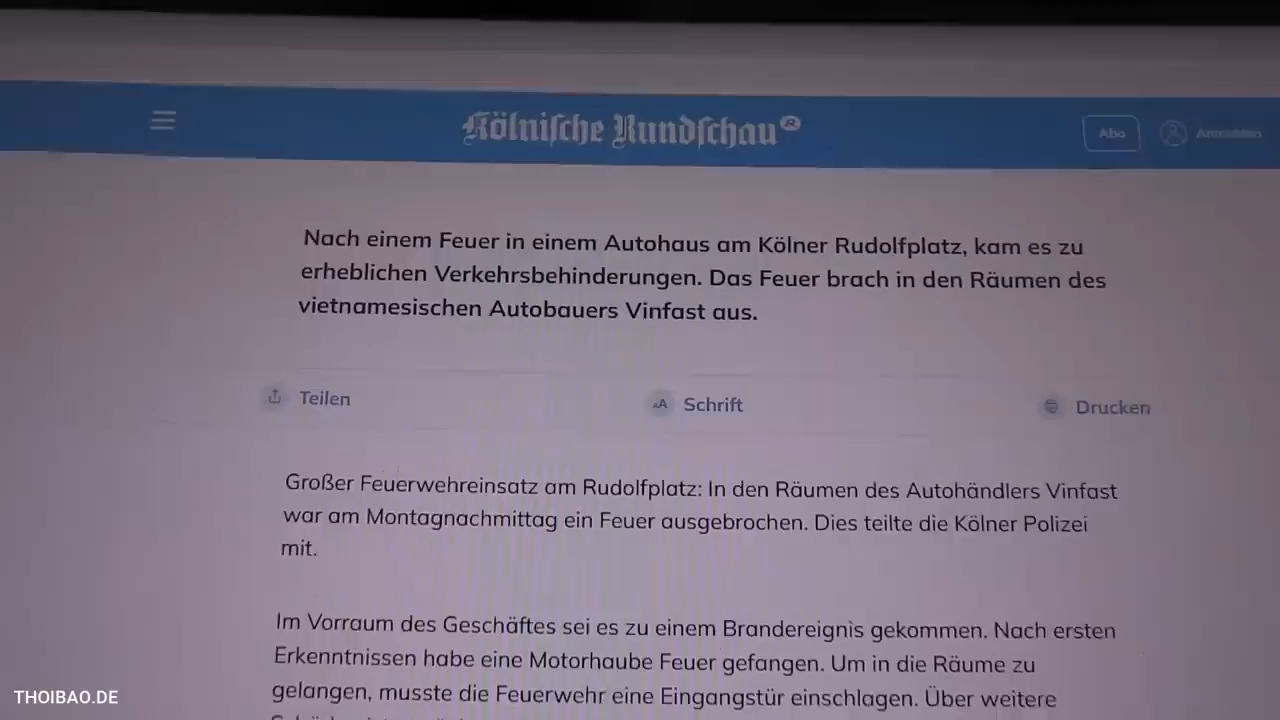 Kölnische Rundschau
Abo
Anmelden
Nach einem Feuer in einem Autohaus am Kölner Rudolfplatz, kam es zu
erheblichen Verkehrsbehinderungen. Das Feuer brach in den Räumen des
vietnamesischen Autobauers Vinfast aus.
Teilen
AA Schrift
Drucken
Großer Feuerwehreinsatz am Rudolfplatz: In den Räumen des Autohändlers Vinfast
war am Montagnachmittag ein Feuer ausgebrochen. Dies teilte die Kölner Polizei
mit.
Im Vorraum des Geschäftes sei es zu einem Brandereignis gekommen. Nach ersten
Erkenntnissen habe eine Motorhaube Feuer gefangen. Um in die Räume zu
gelangen, musste die Feuerwehr eine Eingangstür einschlagen. Über weitere
THOIBAO.DE